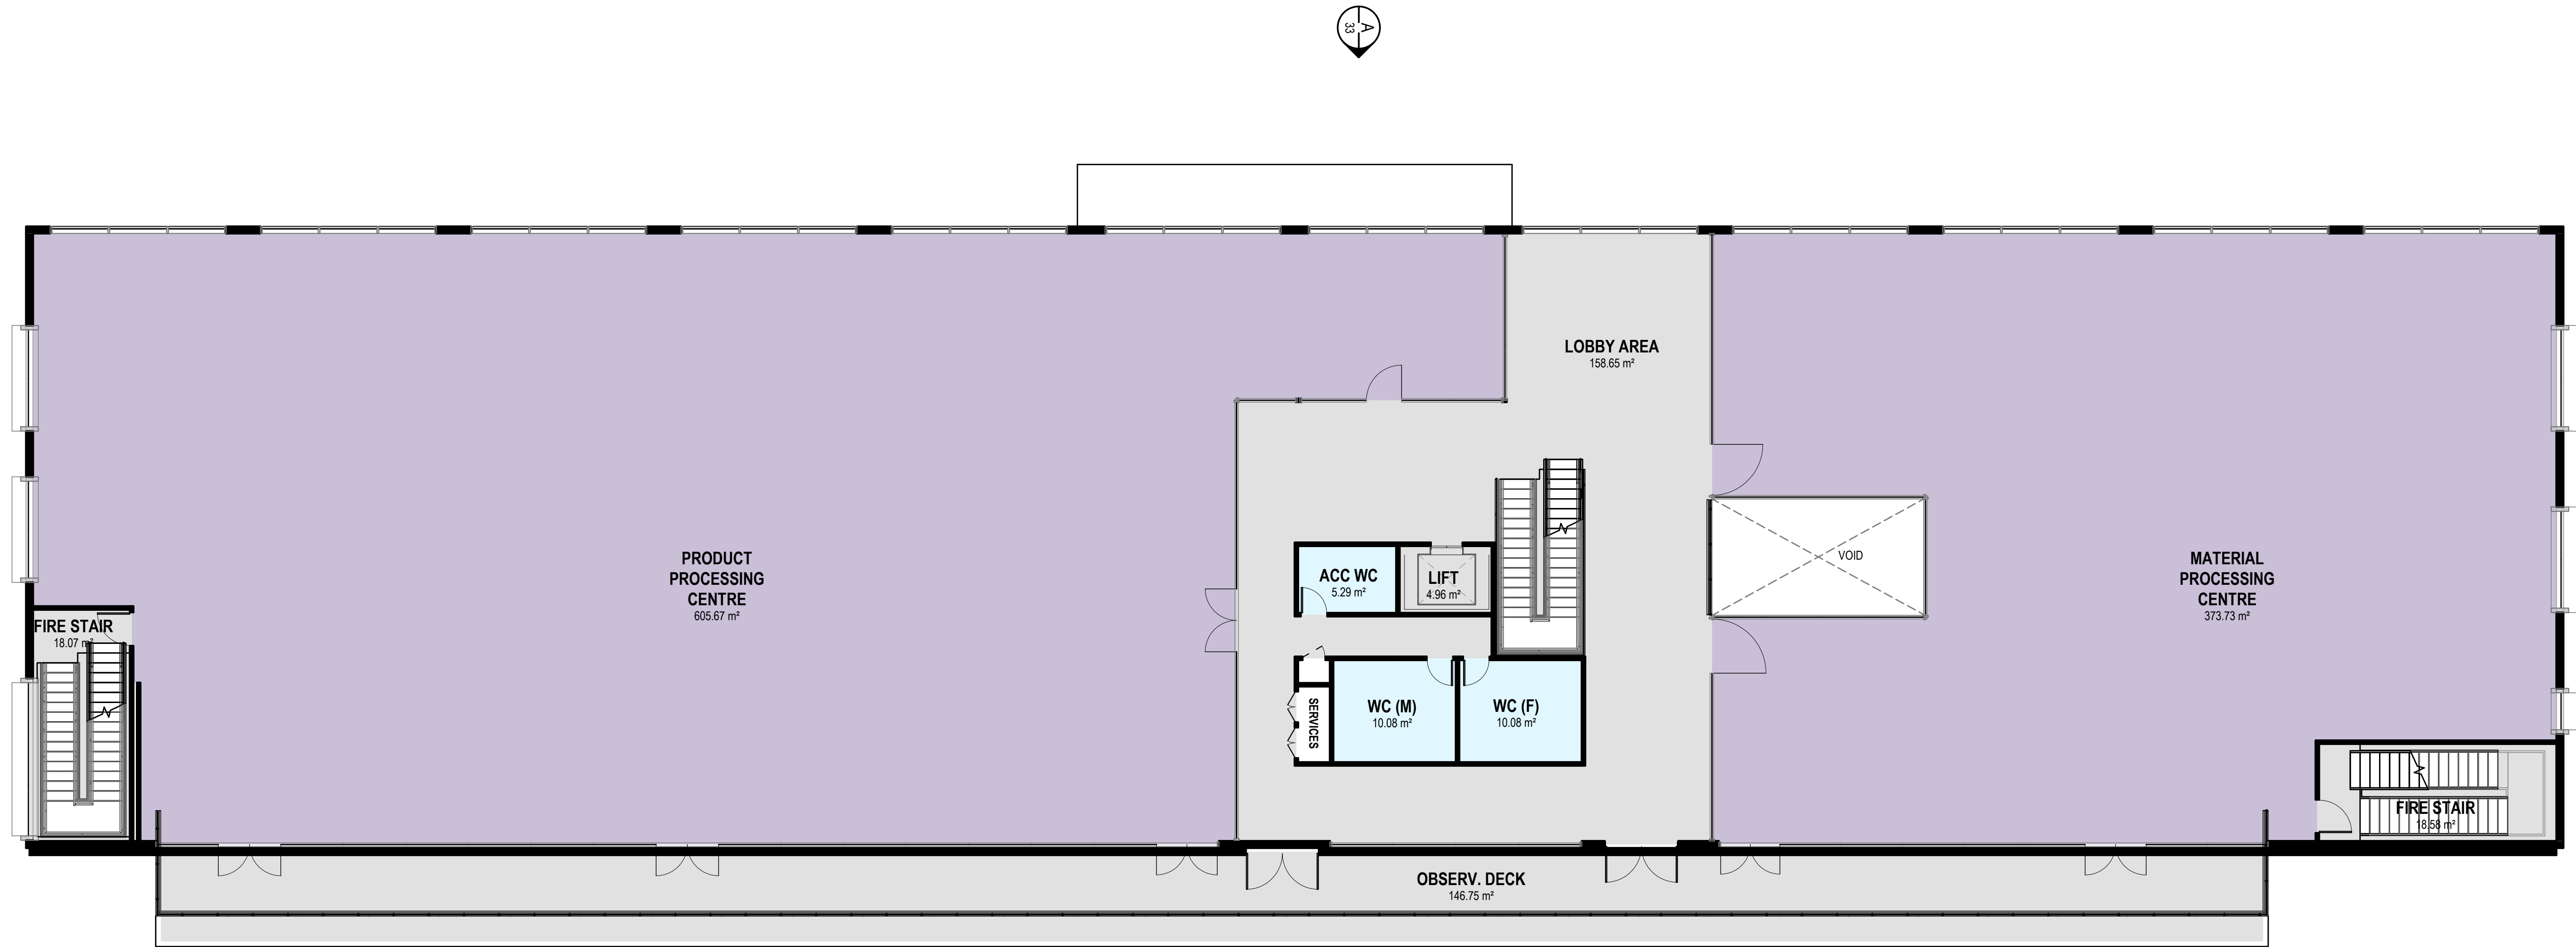 A
33
LOBBY AREA
158.65 m²
PRODUCT
PROCESSING
CENTRE
605.67 m²
VOID
MATERIAL
PROCESSING
CENTRE
373.73 m²
ACC WC
5.29 m²
LIFT
4.96 m²
FIRE STAIR
18.07 m²
WC (M)
10.08 m²
WC (F)
10.08 m²
SERVICES
FIRE STAIR
18.58 m²
OBSERV. DECK
146.75 m²